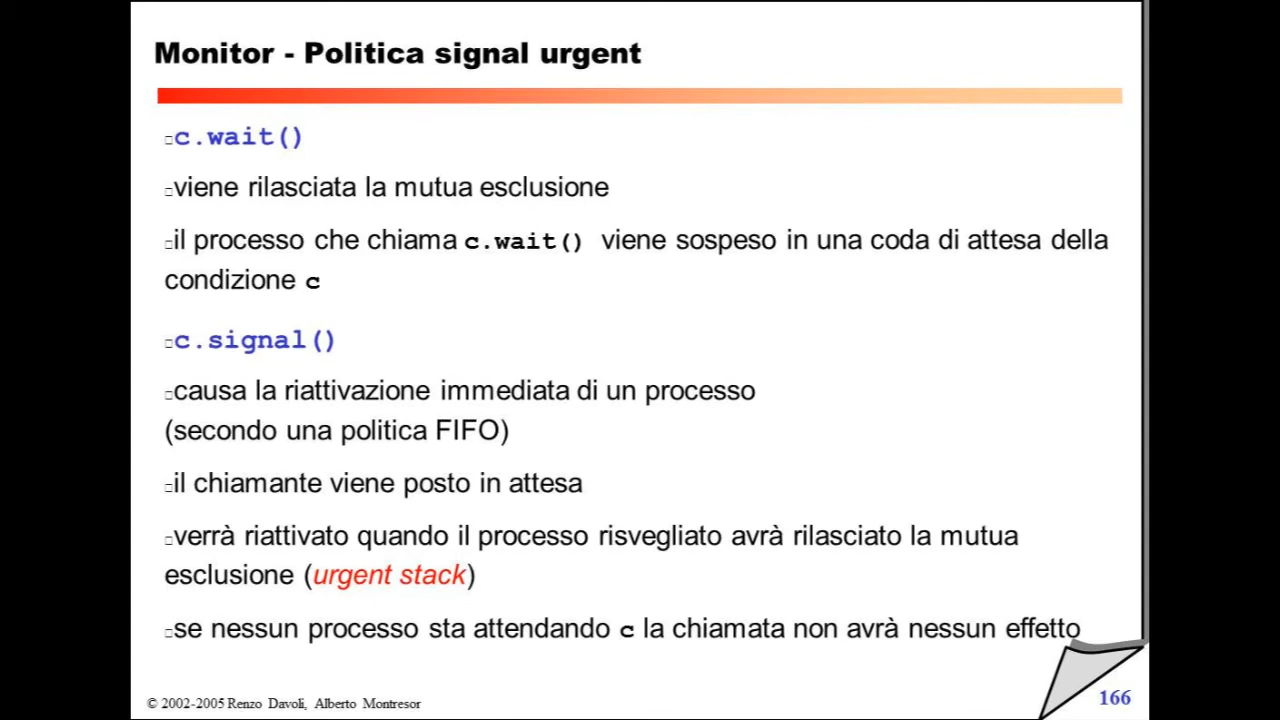 Monitor - Politica signal urgent
□c.wait()
□viene rilasciata la mutua esclusione
□il processo che chiama c.wait() viene sospeso in una coda di attesa della
condizione c
□c.signal()
□causa la riattivazione immediata di un processo
(secondo una politica FIFO)
□il chiamante viene posto in attesa
□verrà riattivato quando il processo risvegliato avrà rilasciato la mutua
esclusione (urgent stack)
□se nessun processo sta attendando c la chiamata non avrà nessun effetto
© 2002-2005 Renzo Davoli, Alberto Montresor
166